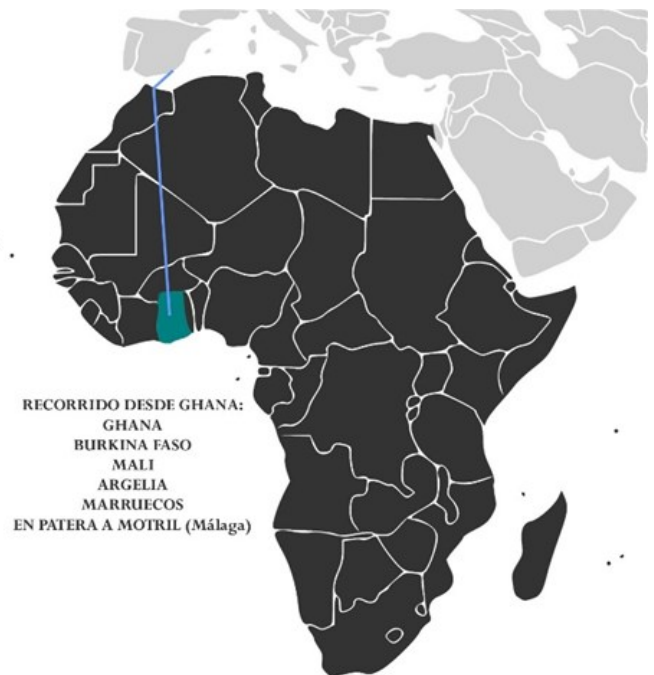 RECORRIDO DESDE GHANA:
GHANA
BURKINA FASO
MALI
ARGELIA
MARRUECOS
EN PATERA A MOTRIL (Málaga)